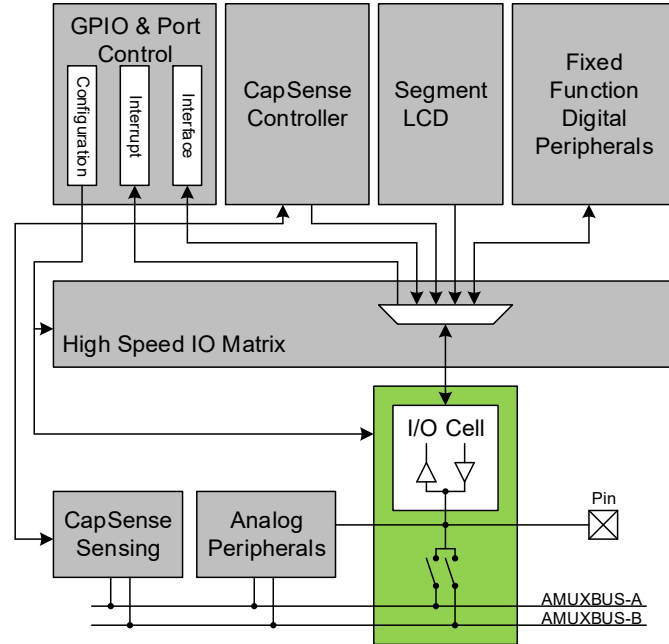 GPIO & Port
Control
Configuration
Interrupt
Interface
CapSense
Controller
Segment
LCD
Fixed
Function
Digital
Peripherals
High Speed IO Matrix
I/O Cell
Pin
CapSense
Sensing
Analog
Peripherals
AMUXBUS-A
AMUXBUS-B